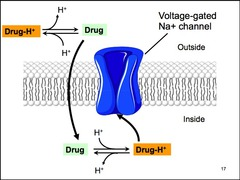 H⁺
Drug-H⁺
Drug
Voltage-gated
Na+ channel
Outside
Inside
Drug
H⁺
H⁺
Drug-H⁺
H⁺
17